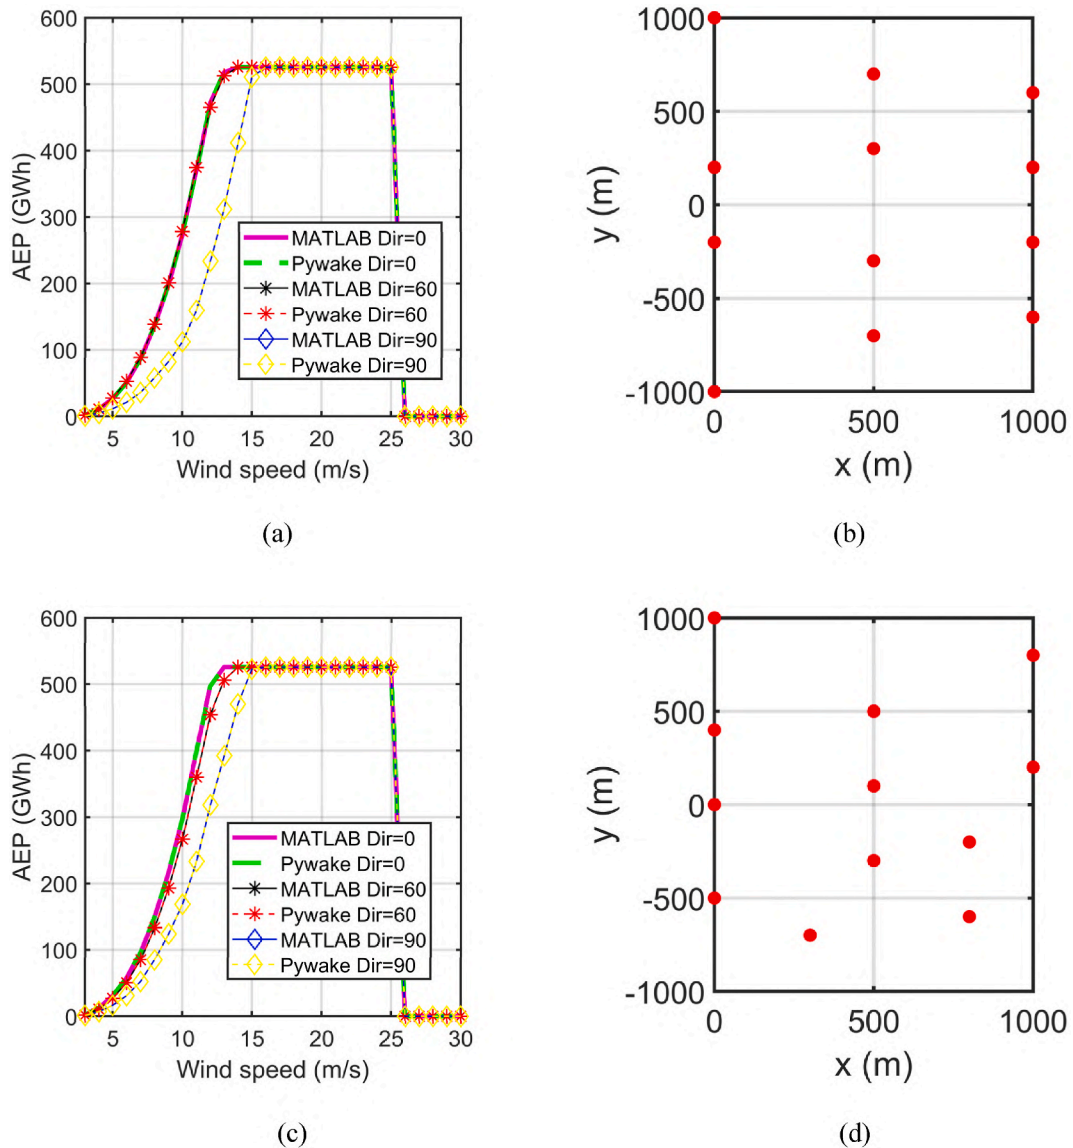 600
500
400
300
200
100
0
AEP (GWh)
5
10
15
20
25
30
Wind speed (m/s)
MATLAB Dir=0
Pywake Dir=0
MATLAB Dir=60
Pywake Dir=60
MATLAB Dir=90
Pywake Dir=90
(a)
1000
500
0
-500
-1000
y (m)
0
500
1000
x (m)
(b)
600
500
400
300
200
100
0
AEP (GWh)
5
10
15
20
25
30
Wind speed (m/s)
MATLAB Dir=0
Pywake Dir=0
MATLAB Dir=60
Pywake Dir=60
MATLAB Dir=90
Pywake Dir=90
(c)
1000
500
0
-500
-1000
y (m)
0
500
1000
x (m)
(d)